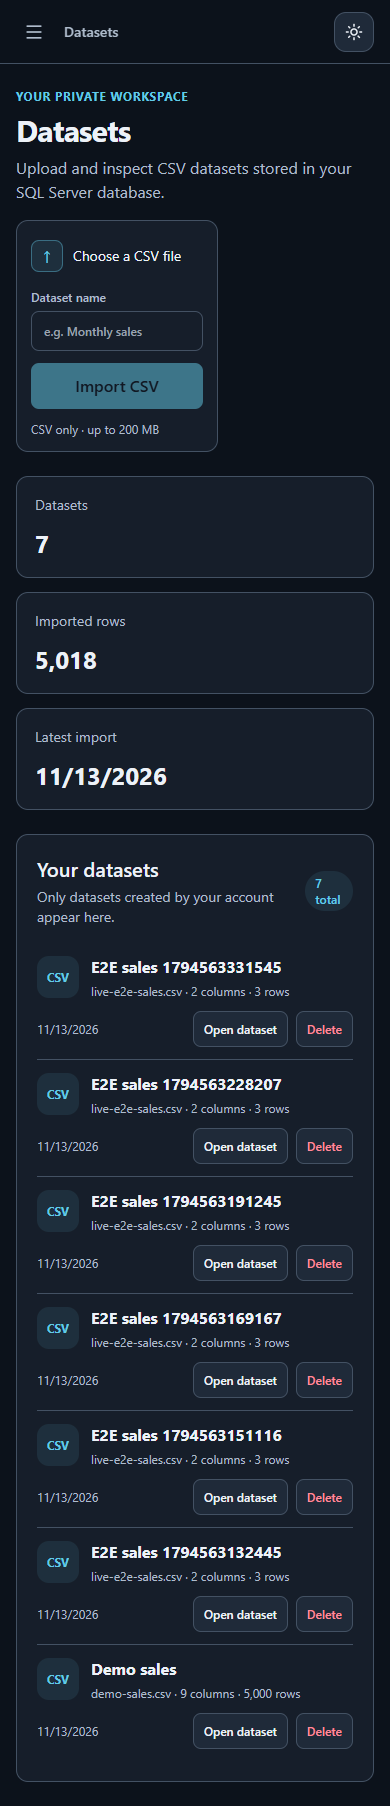 Datasets
YOUR PRIVATE WORKSPACE
Datasets
Upload and inspect CSV datasets stored in your
SQL Server database.
↑ Choose a CSV file
Dataset name
e.g. Monthly sales
Import CSV
CSV only · up to 200 MB
Datasets
7
Imported rows
5,018
Latest import
11/13/2026
Your datasets
Only datasets created by your account
appear here.
7
total
CSV
E2E sales 1794563331545
live-e2e-sales.csv · 2 columns · 3 rows
11/13/2026 Open dataset Delete
CSV
E2E sales 1794563228207
live-e2e-sales.csv · 2 columns · 3 rows
11/13/2026 Open dataset Delete
CSV
E2E sales 1794563191245
live-e2e-sales.csv · 2 columns · 3 rows
11/13/2026 Open dataset Delete
CSV
E2E sales 1794563169167
live-e2e-sales.csv · 2 columns · 3 rows
11/13/2026 Open dataset Delete
CSV
E2E sales 1794563151116
live-e2e-sales.csv · 2 columns · 3 rows
11/13/2026 Open dataset Delete
CSV
E2E sales 1794563132445
live-e2e-sales.csv · 2 columns · 3 rows
11/13/2026 Open dataset Delete
CSV
Demo sales
demo-sales.csv · 9 columns · 5,000 rows
11/13/2026 Open dataset Delete